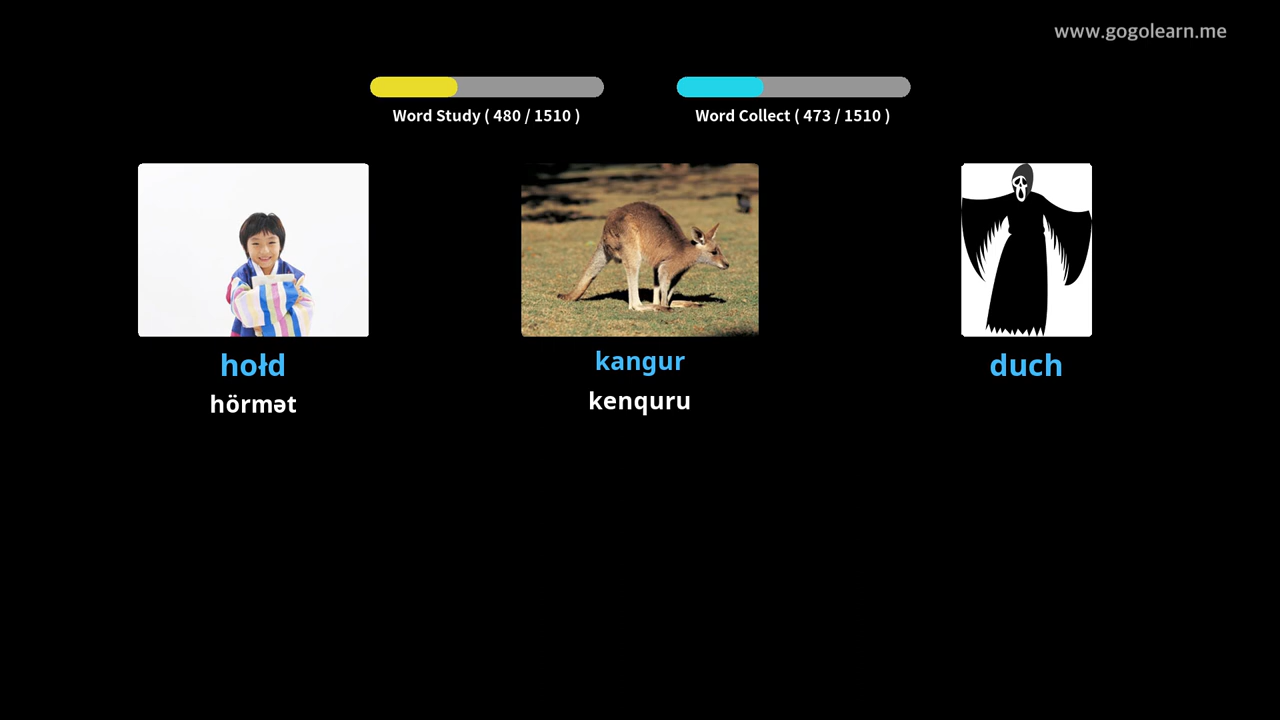 www.gogolearn.me
Word Study ( 480 / 1510 )
Word Collect ( 473 / 1510 )
hołd
hörmət
kangur
kenquru
duch